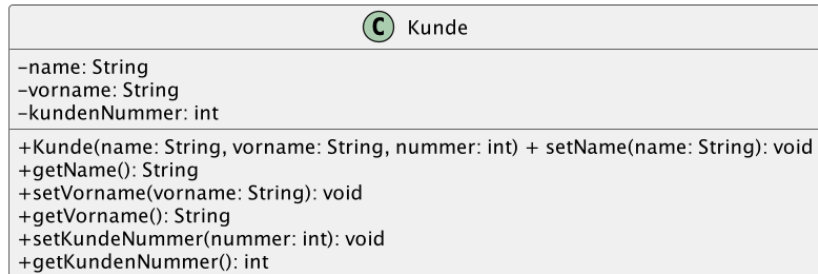 C Kunde
-name: String
-vorname: String
-kundenNummer: int
+Kunde(name: String, vorname: String, nummer: int) + setName(name: String): void
+getName(): String
+setVorname(vorname: String): void
+getVorname(): String
+setKundeNummer(nummer: int): void
+getKundenNummer(): int